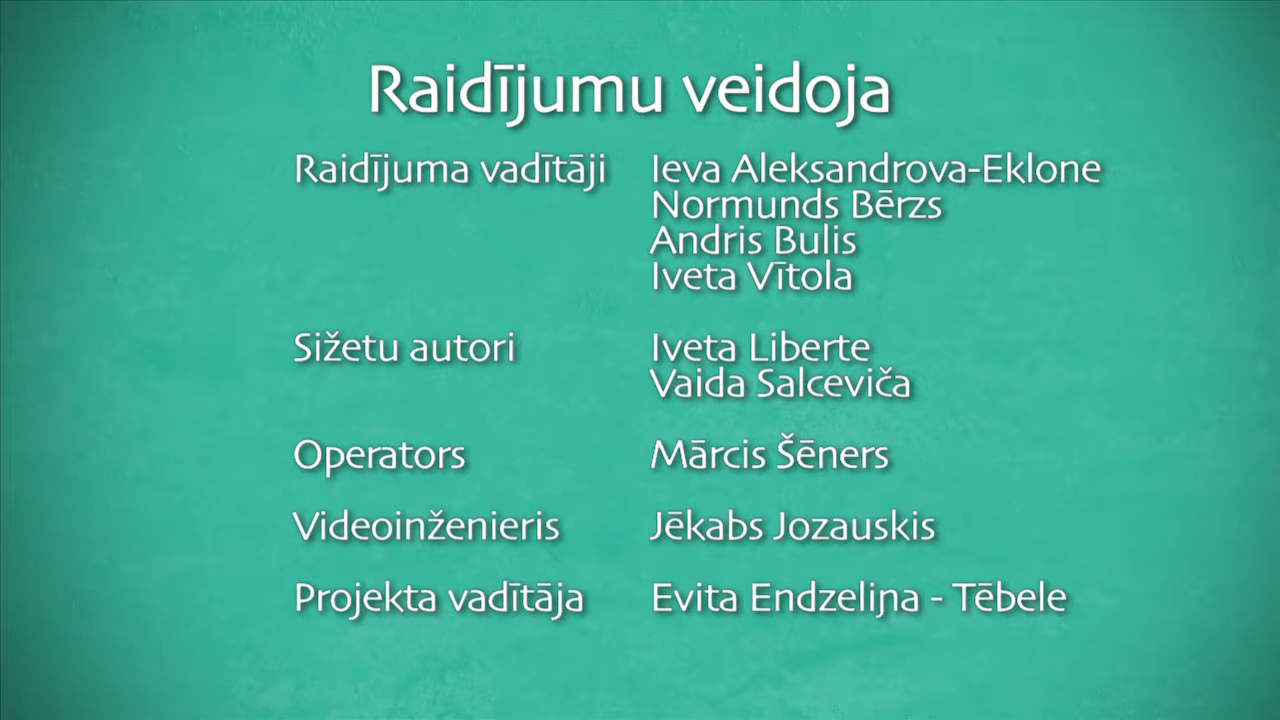 Raidījumu veidoja
Raidījuma vadītāji Ieva Aleksandrova-Eklone
Normunds Bērzs
Andris Bulis
Iveta Vītola
Sižetu autori Iveta Liberte
Vaida Salceviča
Operators Mārcis Šēners
Videoinženieris Jēkabs Jozauskis
Projekta vadītāja Evita Endzeliņa - Tēbele